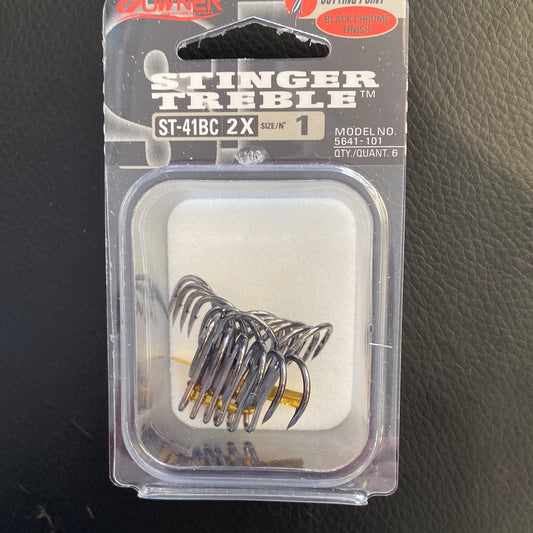 OWNER
CUTTING POINT
BLACK CHROME
FINISH
STINGER
TREBLE™
ST-41BC 2X SIZE/N° 1
MODEL NO.
5641-101
QTY./QUANT. 6